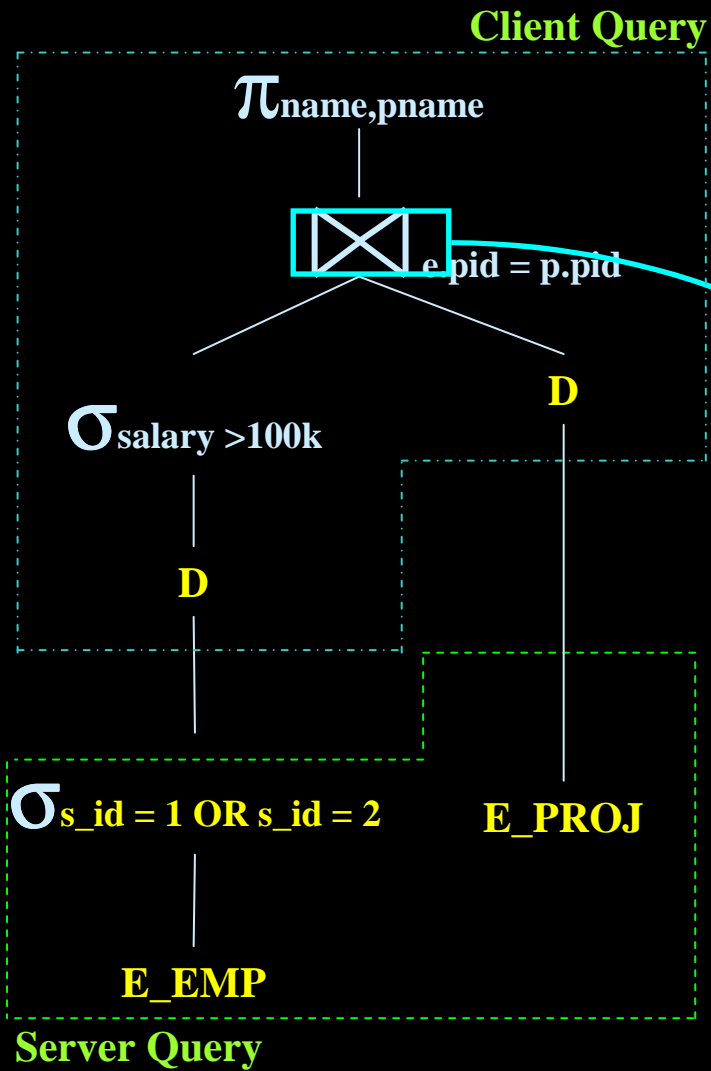 Client Query
πname,pname
e.pid = p.pid
D
σsalary >100k
D
σs_id = 1 OR s_id = 2
E_PROJ
E_EMP
Server Query